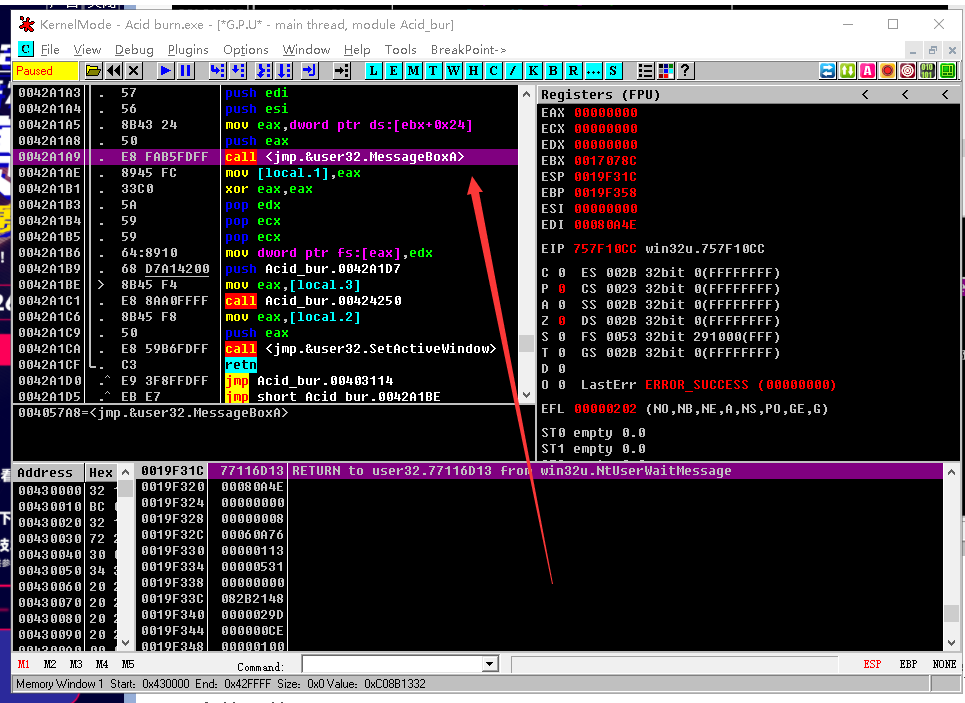 KernelMode - Acid burn.exe - [*G.P.U* - main thread, module Acid_bur]
C File View Debug Plugins Options Window Help Tools BreakPoint->
Paused L E M T W H C / K B R ... S ?
0042A1A3 . 57 push edi
0042A1A4 . 56 push esi
0042A1A5 . 8B43 24 mov eax,dword ptr ds:[ebx+0x24]
0042A1A8 . 50 push eax
0042A1A9 . E8 FAB5FDFF call <jmp.&user32.MessageBoxA>
0042A1AE . 8945 FC mov [local.1],eax
0042A1B1 . 33C0 xor eax,eax
0042A1B3 . 5A pop edx
0042A1B4 . 59 pop ecx
0042A1B5 . 59 pop ecx
0042A1B6 . 64:8910 mov dword ptr fs:[eax],edx
0042A1B9 . 68 D7A14200 push Acid_bur.0042A1D7
0042A1BE > 8B45 F4 mov eax,[local.3]
0042A1C1 . E8 8AA0FFFF call Acid_bur.00424250
0042A1C6 . 8B45 F8 mov eax,[local.2]
0042A1C9 . 50 push eax
0042A1CA . E8 59B6FDFF call <jmp.&user32.SetActiveWindow>
0042A1CF . C3 retn
0042A1D0 .^ E9 3F8FFDFF jmp Acid_bur.00403114
0042A1D5 .^ EB E7 jmp short Acid_bur.0042A1BE
004057A8=<jmp.&user32.MessageBoxA>
Registers (FPU) < < <
EAX 00000000
ECX 00000000
EDX 00000000
EBX 0017078C
ESP 0019F31C
EBP 0019F358
ESI 00000000
EDI 00080A4E
EIP 757F10CC win32u.757F10CC
C 0 ES 002B 32bit 0(FFFFFFFF)
P 0 CS 0023 32bit 0(FFFFFFFF)
A 0 SS 002B 32bit 0(FFFFFFFF)
Z 0 DS 002B 32bit 0(FFFFFFFF)
S 0 FS 0053 32bit 291000(FFF)
T 0 GS 002B 32bit 0(FFFFFFFF)
D 0
O 0 LastErr ERROR_SUCCESS (00000000)
EFL 00000202 (NO,NB,NE,A,NS,PO,GE,G)
ST0 empty 0.0
ST1 empty 0.0
Address Hex
00430000 32
00430010 BC
00430020 32
00430030 72
00430040 30
00430050 34
00430060 20
00430070 20
00430080 20
00430090 20
0019F31C 77116D13 RETURN to user32.77116D13 from win32u.NtUserWaitMessage
0019F320 00080A4E
0019F324 00000000
0019F328 00000008
0019F32C 00060A76
0019F330 00000113
0019F334 00000531
0019F338 00000000
0019F33C 082B2148
0019F340 0000029D
0019F344 000000CE
0019F348 00000100
M1 M2 M3 M4 M5 Command: ESP EBP NONE
Memory Window 1 Start: 0x430000 End: 0x42FFFF Size: 0x0 Value: 0xC08B1332